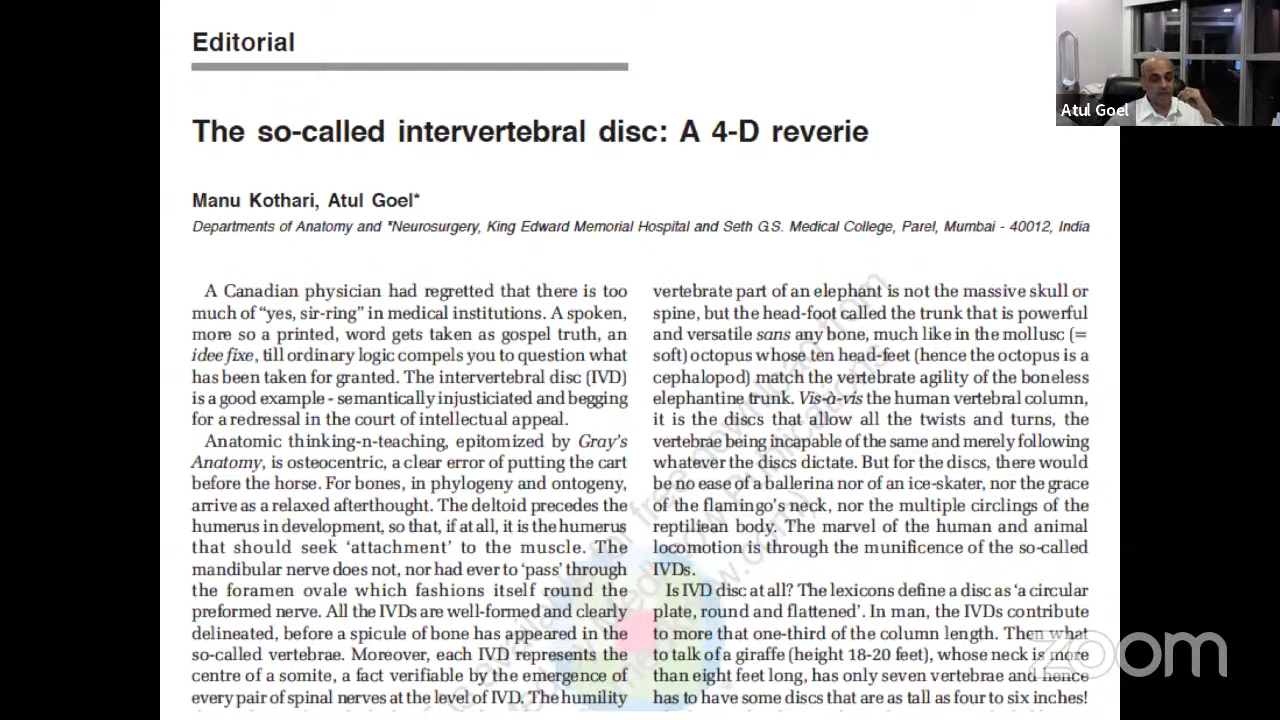 Editorial
The so-called intervertebral disc: A 4-D reverie
Manu Kothari, Atul Goel*
Departments of Anatomy and *Neurosurgery, King Edward Memorial Hospital and Seth G.S. Medical College, Parel, Mumbai - 40012, India
A Canadian physician had regretted that there is too
much of “yes, sir-ring” in medical institutions. A spoken,
more so a printed, word gets taken as gospel truth, an
idee fixe, till ordinary logic compels you to question what
has been taken for granted. The intervertebral disc (IVD)
is a good example - semantically injusticiated and begging
for a redressal in the court of intellectual appeal.
Anatomic thinking-n-teaching, epitomized by Gray's
Anatomy, is osteocentric, a clear error of putting the cart
before the horse. For bones, in phylogeny and ontogeny,
arrive as a relaxed afterthought. The deltoid precedes the
humerus in development, so that, if at all, it is the humerus
that should seek ‘attachment’ to the muscle. The
mandibular nerve does not, nor had ever to ‘pass’ through
the foramen ovale which fashions itself round the
preformed nerve. All the IVDs are well-formed and clearly
delineated, before a spicule of bone has appeared in the
so-called vertebrae. Moreover, each IVD represents the
centre of a somite, a fact verifiable by the emergence of
every pair of spinal nerves at the level of IVD. The humility
vertebrate part of an elephant is not the massive skull or
spine, but the head-foot called the trunk that is powerful
and versatile sans any bone, much like in the mollusc (=
soft) octopus whose ten head-feet (hence the octopus is a
cephalopod) match the vertebrate agility of the boneless
elephantine trunk. Vis-à-vis the human vertebral column,
it is the discs that allow all the twists and turns, the
vertebrae being incapable of the same and merely following
whatever the discs dictate. But for the discs, there would
be no ease of a ballerina nor of an ice-skater, nor the grace
of the flamingo's neck, nor the multiple circlings of the
reptiliean body. The marvel of the human and animal
locomotion is through the munificence of the so-called
IVDs.
Is IVD disc at all? The lexicons define a disc as ‘a circular
plate, round and flattened’. In man, the IVDs contribute
to more that one-third of the column length. Then what
to talk of a giraffe (height 18-20 feet), whose neck is more
than eight feet long, has only seven vertebrae and hence
has to have some discs that are as tall as four to six inches!
Atul Goel
zoom